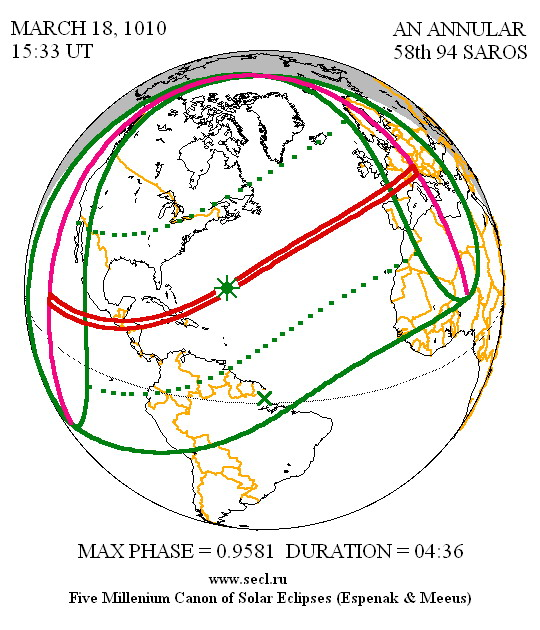 MARCH 18, 1010
15:33 UT
AN ANNULAR
58th 94 SAROS
MAX PHASE = 0.9581 DURATION = 04:36
www.secl.ru
Five Millenium Canon of Solar Eclipses (Espenak & Meeus)